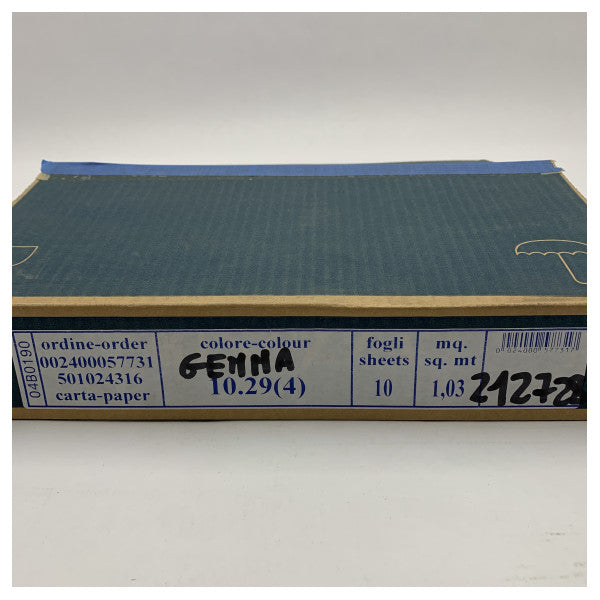 04B0190
ordine-order
002400057731
501024316
carta-paper
colore-colour
GEMMA
10.29(4)
fogli
sheets
10
mq.
sq. mt
1,03